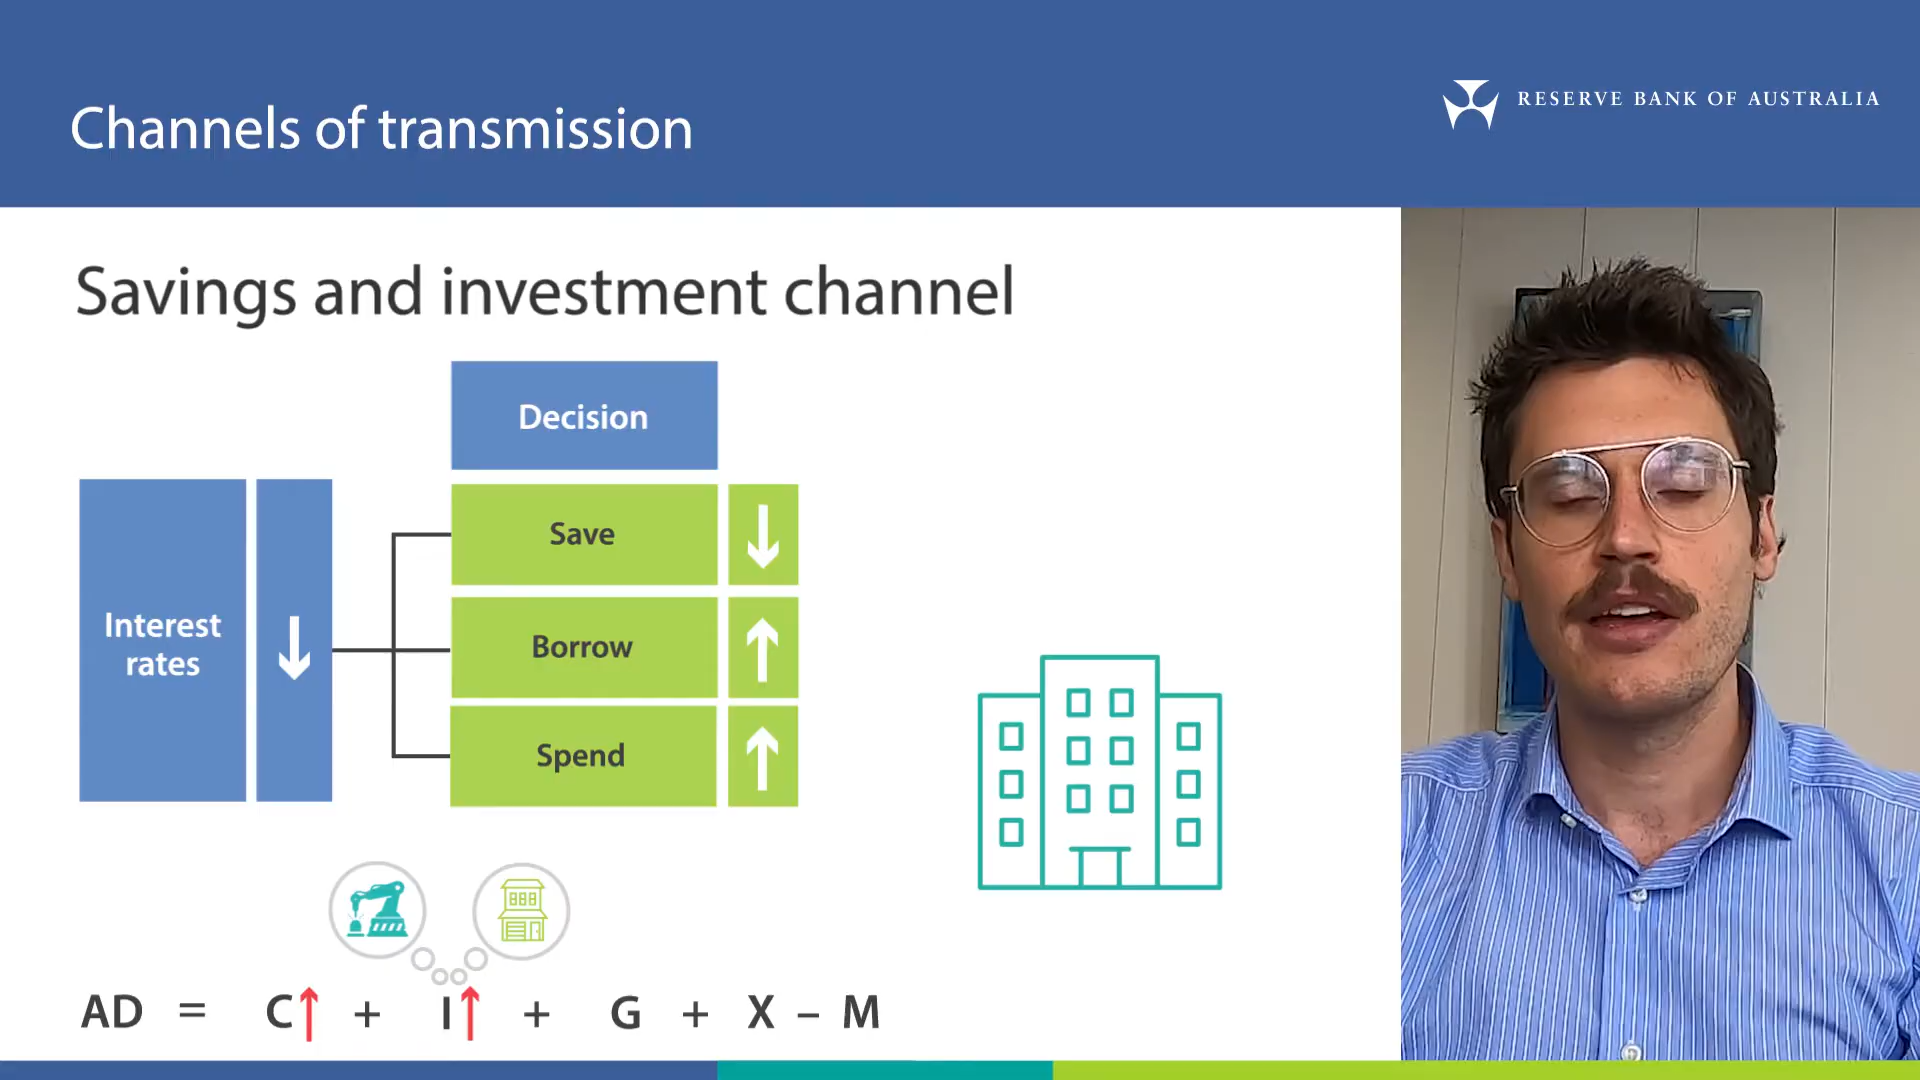 Channels of transmission
RESERVE BANK OF AUSTRALIA
Savings and investment channel
Decision
Save
Borrow
Spend
Interest
rates
AD = C↑ + I↑ + G + X – M